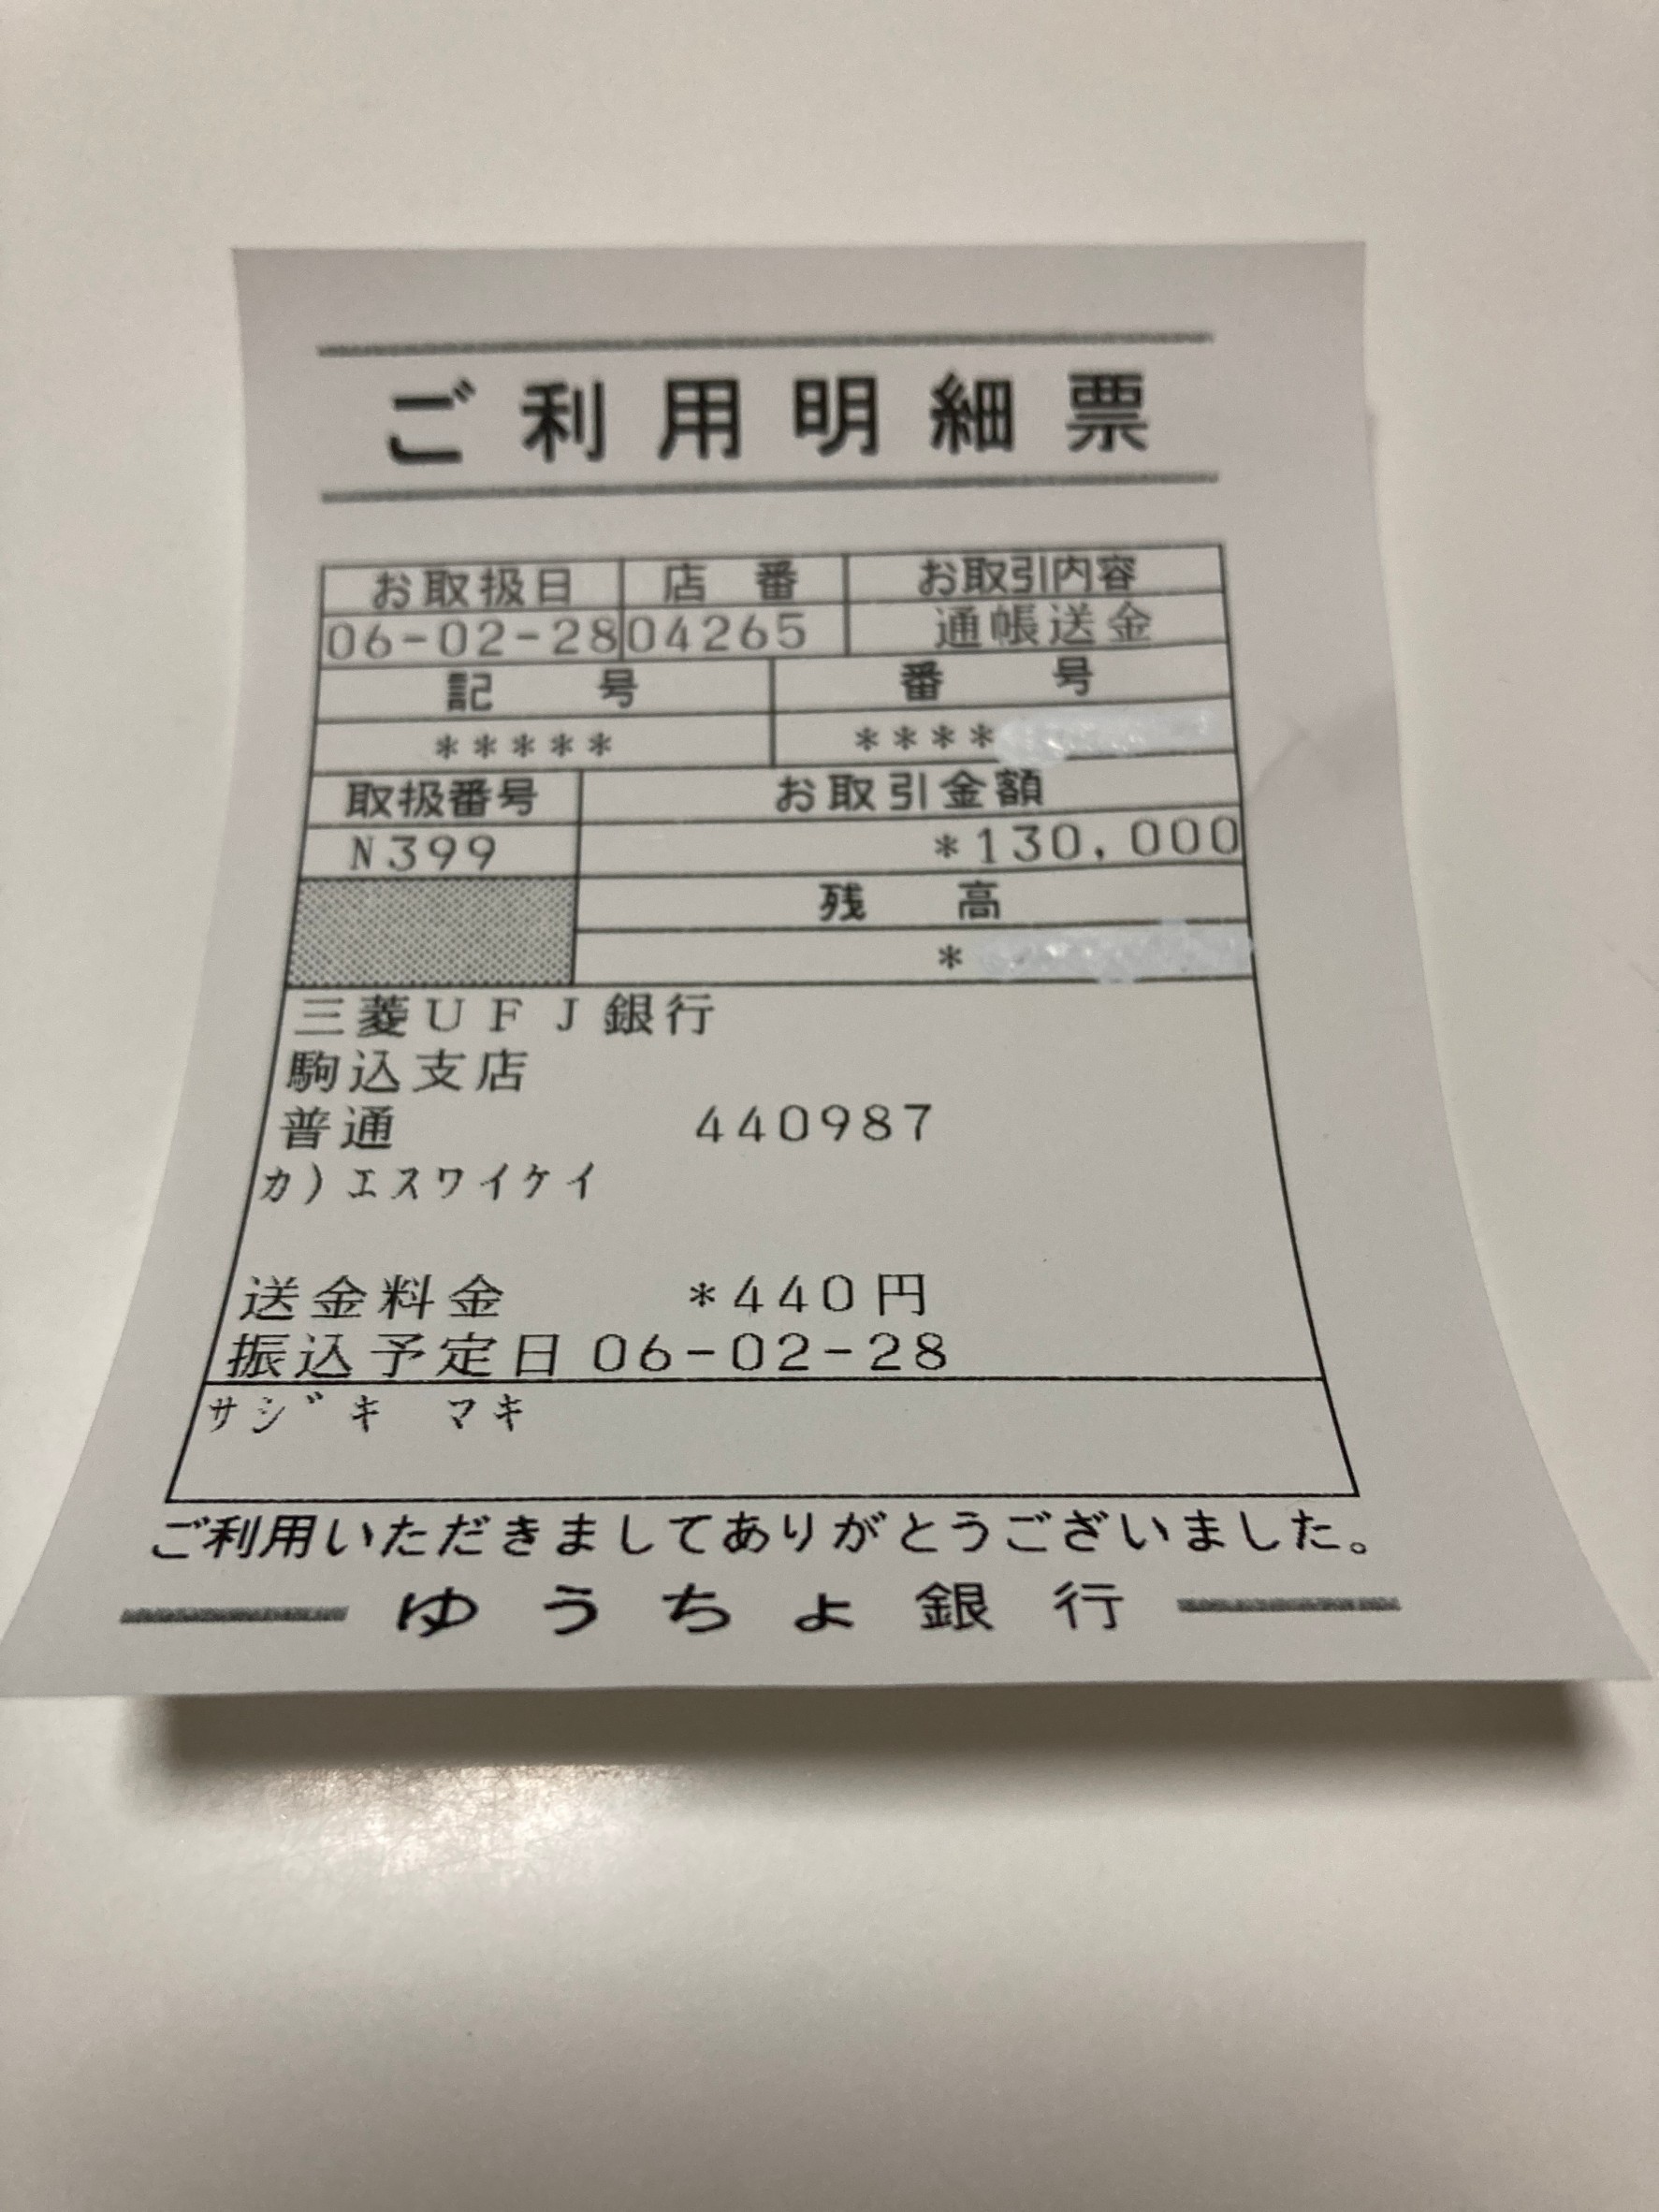 ご利用明細票
お取扱日 店番 お取引内容
06-02-28 04265 通帳送金
記号 番号
***** ****
取扱番号 お取引金額
N399 *130,000
残高
*
三菱UFJ銀行
駒込支店
普通 440987
カ)エスワイケイ
送金料金 *440円
振込予定日 06-02-28
サシ゛キ マキ
ご利用いただきましてありがとうございました。
ゆうちょ銀行